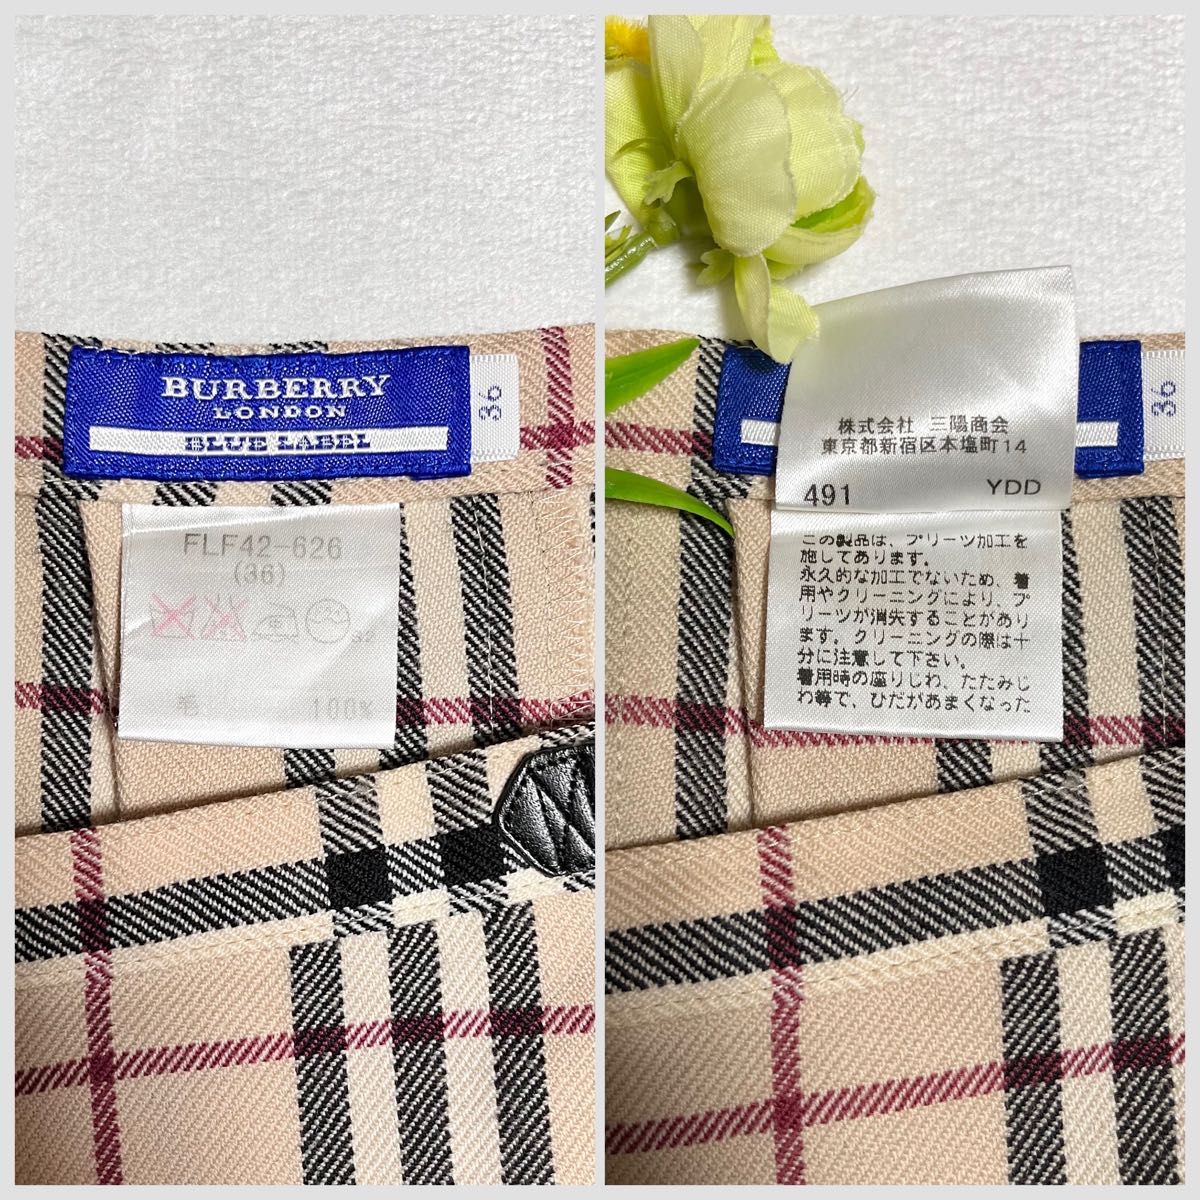 BURBERRY
LONDON
BLUE LABEL
36
FLF42-626
(36)
毛 100%
36
株式会社 三陽商会
東京都新宿区本塩町14
491 YDD
この製品は、プリーツ加工を
施してあります。
永久的な加工でないため、着
用やクリーニングにより、プ
リーツが消失することがあり
ます。クリーニングの際は十
分に注意して下さい。
着用時の座りじわ、たたみじ
わ等で、ひだがあまくなった